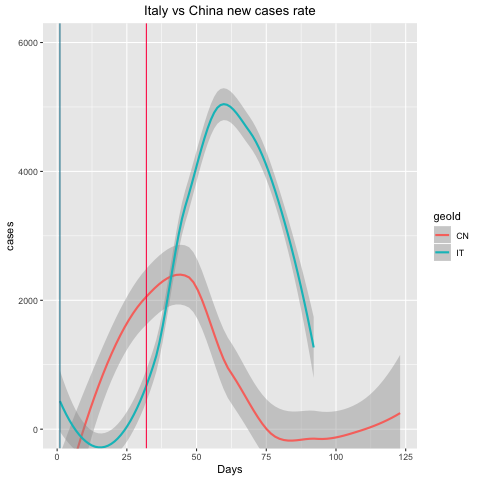 Italy vs China new cases rate
6000
4000
2000
0
cases
0 25 50 75 100 125
Days
geoId
CN
IT